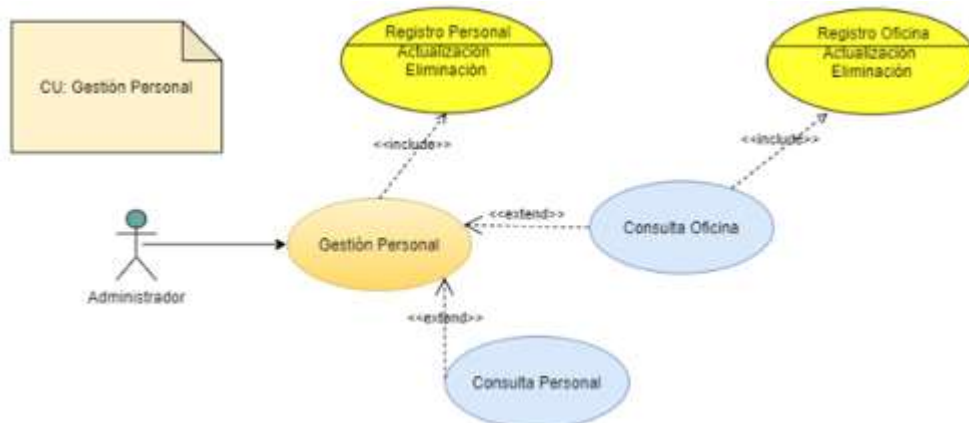 Registro Personal
Actualización
Eliminación
Registro Oficina
Actualización
Eliminación
CU: Gestión Personal
<<include>>
<<include>>
<<extend>>
Gestión Personal
Consulta Oficina
Administrador
<<extend>>
Consulta Personal